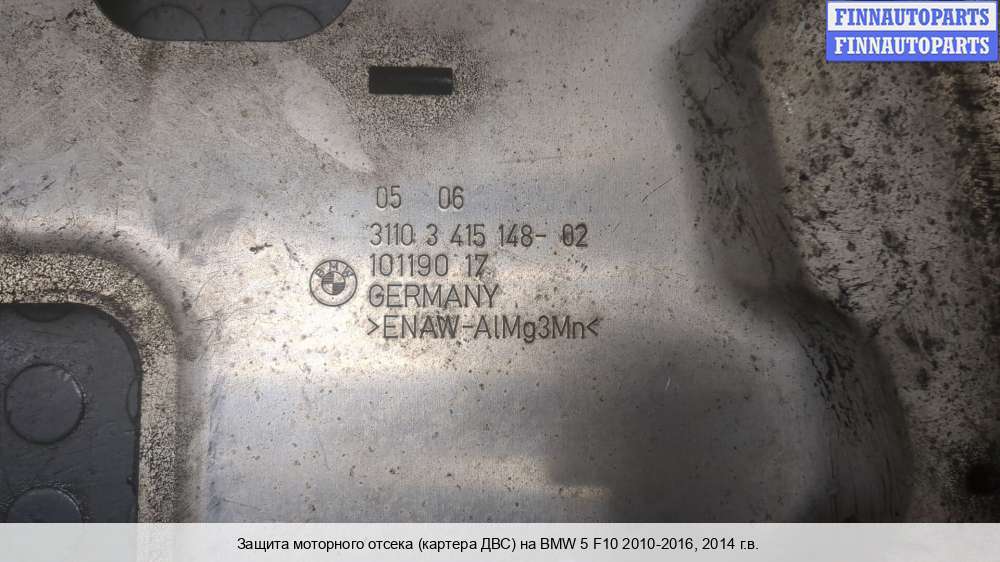 FINNAUTOPARTS
FINNAUTOPARTS
05 06
3110 3 415 148- 02
101190 17
BMW
GERMANY
>ENAW-AlMg3Mn<
Защита моторного отсека (картера ДВС) на BMW 5 F10 2010-2016, 2014 г.в.